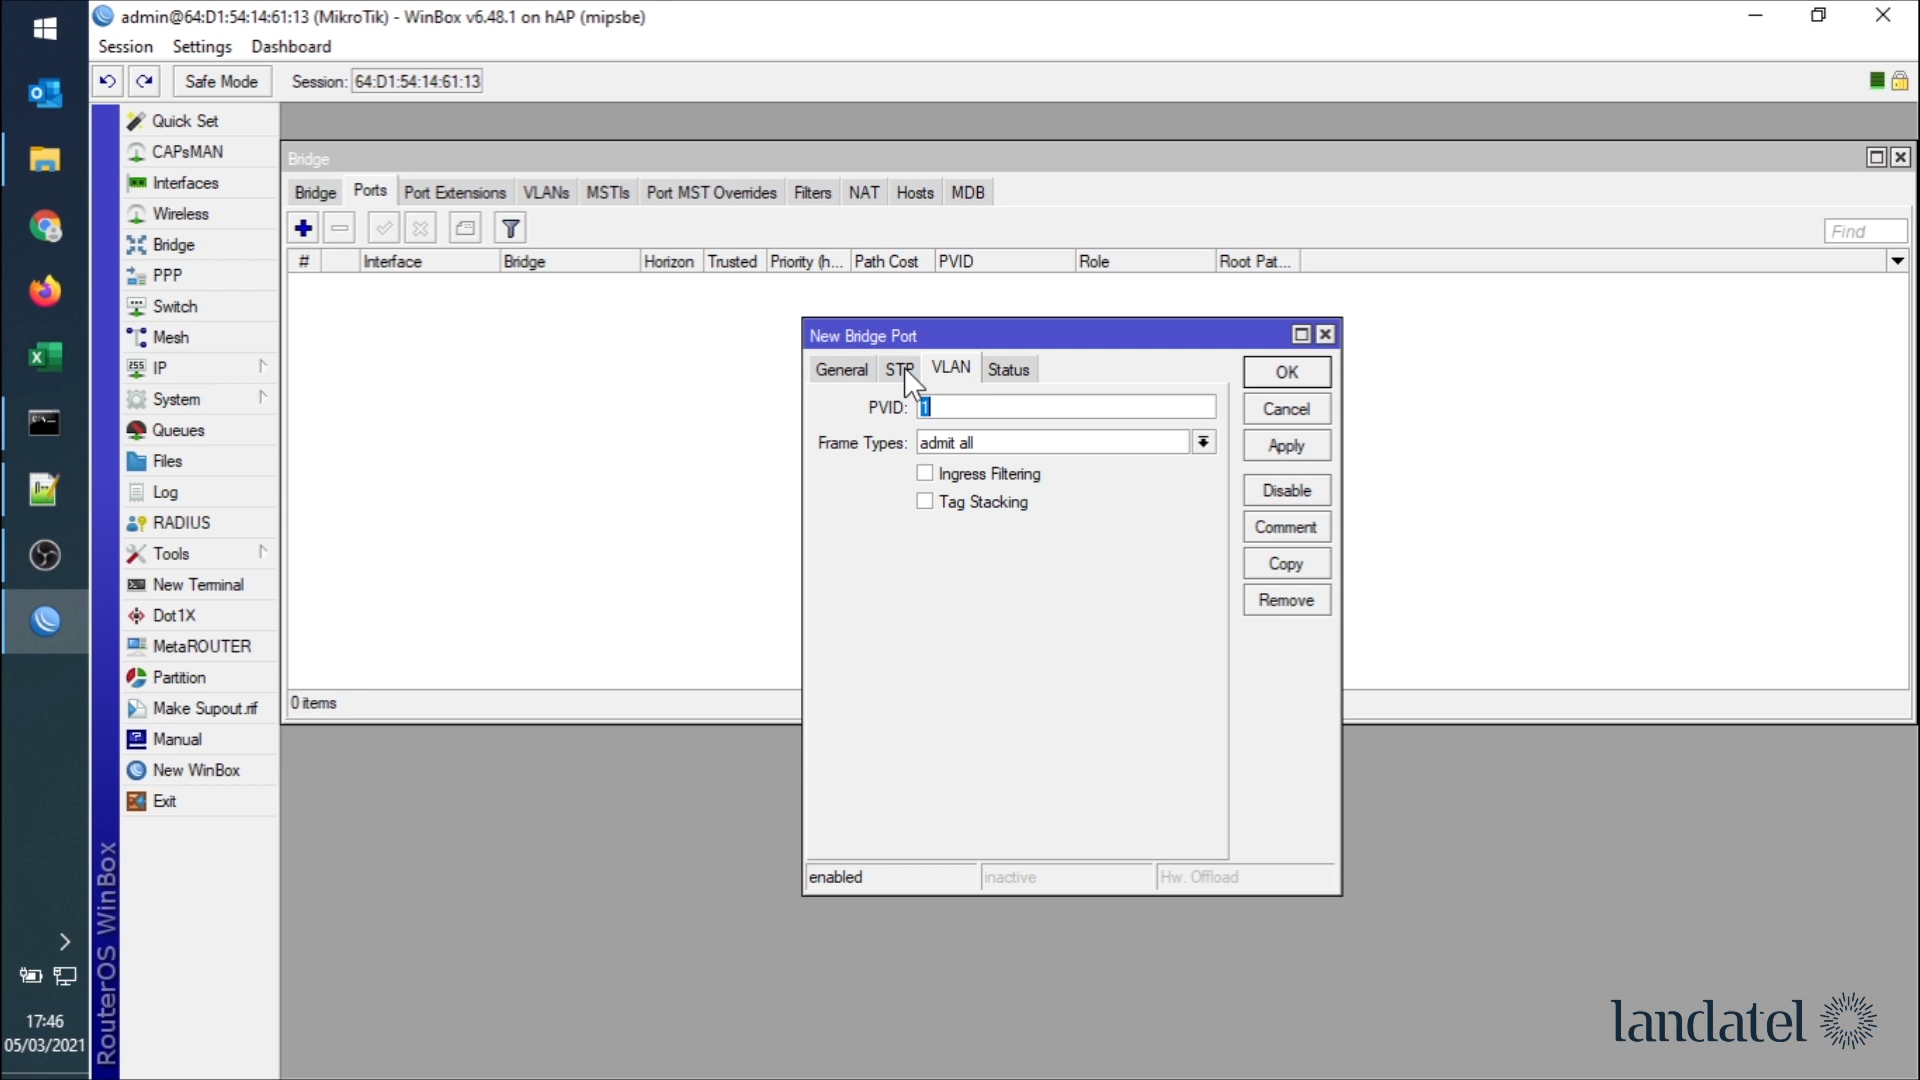 admin@64:D1:54:14:61:13 (MikroTik) - WinBox v6.48.1 on hAP (mipsbe)
Session Settings Dashboard
Safe Mode Session: 64:D1:54:14:61:13
Quick Set
CAPsMAN
Interfaces
Wireless
Bridge
PPP
Switch
Mesh
IP
System
Queues
Files
Log
RADIUS
Tools
New Terminal
Dot1X
MetaROUTER
Partition
Make Supout.rif
Manual
New WinBox
Exit
RouterOS WinBox
Bridge
Bridge Ports Port Extensions VLANs MSTIs Port MST Overrides Filters NAT Hosts MDB
Find
# Interface Bridge Horizon Trusted Priority (h... Path Cost PVID Role Root Pat...
0 items
New Bridge Port
General STP VLAN Status
PVID: 1
Frame Types: admit all
Ingress Filtering
Tag Stacking
OK
Cancel
Apply
Disable
Comment
Copy
Remove
enabled inactive Hw. Offload
17:46
05/03/2021
landatel